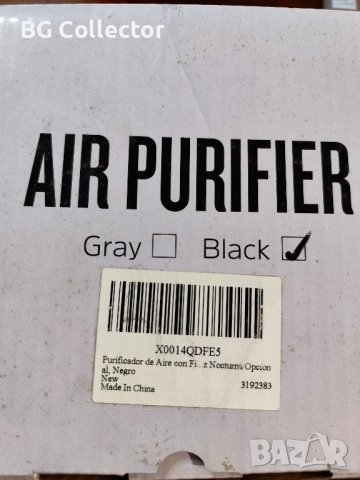 BG Collector
AIR PURIFIER
Gray Black
X0014QDFE5
Purificador de Aire con Fi...z Nocturna Opcion
al, Negro
New
Made In China 3192383
BAZAR